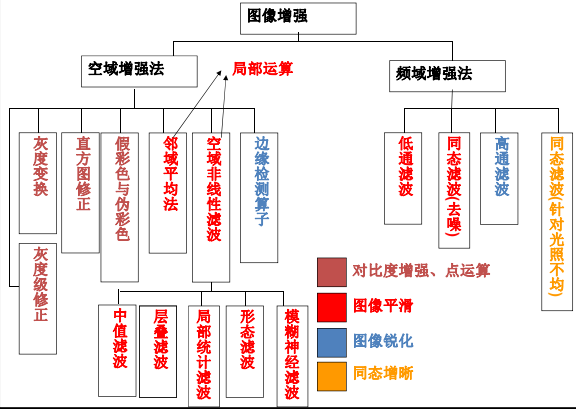 图像增强
空域增强法
局部运算
频域增强法
灰度变换
直方图修正
假彩色与伪彩色
邻域平均法
空域非线性滤波
边缘检测算子
低通滤波
同态滤波(去噪)
高通滤波
同态滤波(针对光照不均)
灰度级修正
中值滤波
层叠滤波
局部统计滤波
形态滤波
模糊神经滤波
对比度增强、点运算
图像平滑
图像锐化
同态增晰